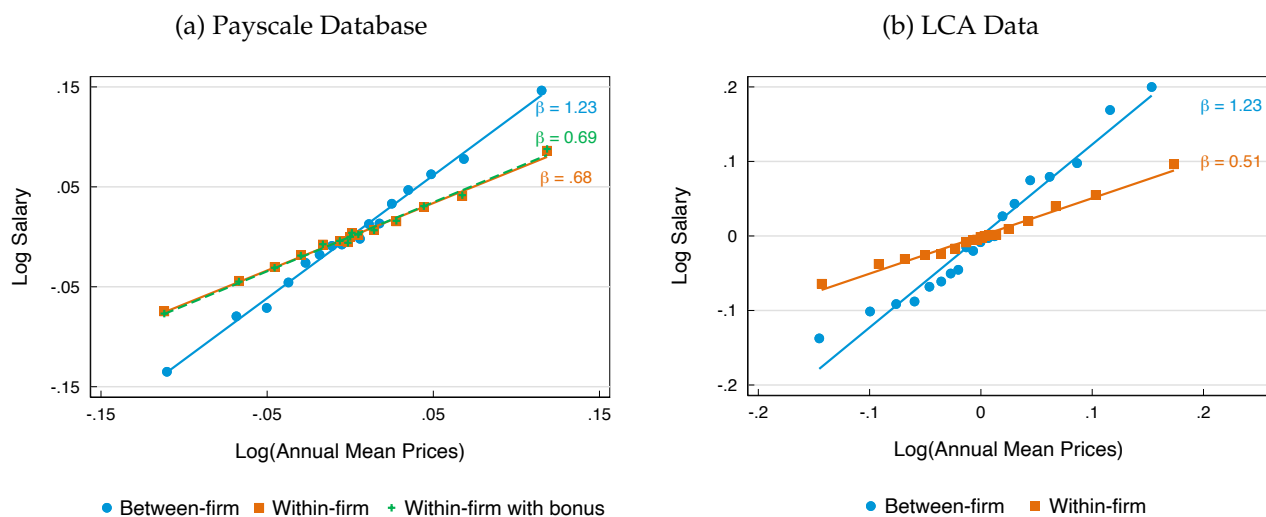 (a) Payscale Database
.15
.05
-.05
-.15
Log Salary
-.15
-.05
.05
.15
Log(Annual Mean Prices)
β = 1.23
β = 0.69
β = .68
Between-firm
Within-firm
Within-firm with bonus
(b) LCA Data
.2
.1
0
-.1
-.2
Log Salary
-.2
-.1
0
.1
.2
Log(Annual Mean Prices)
β = 1.23
β = 0.51
Between-firm
Within-firm